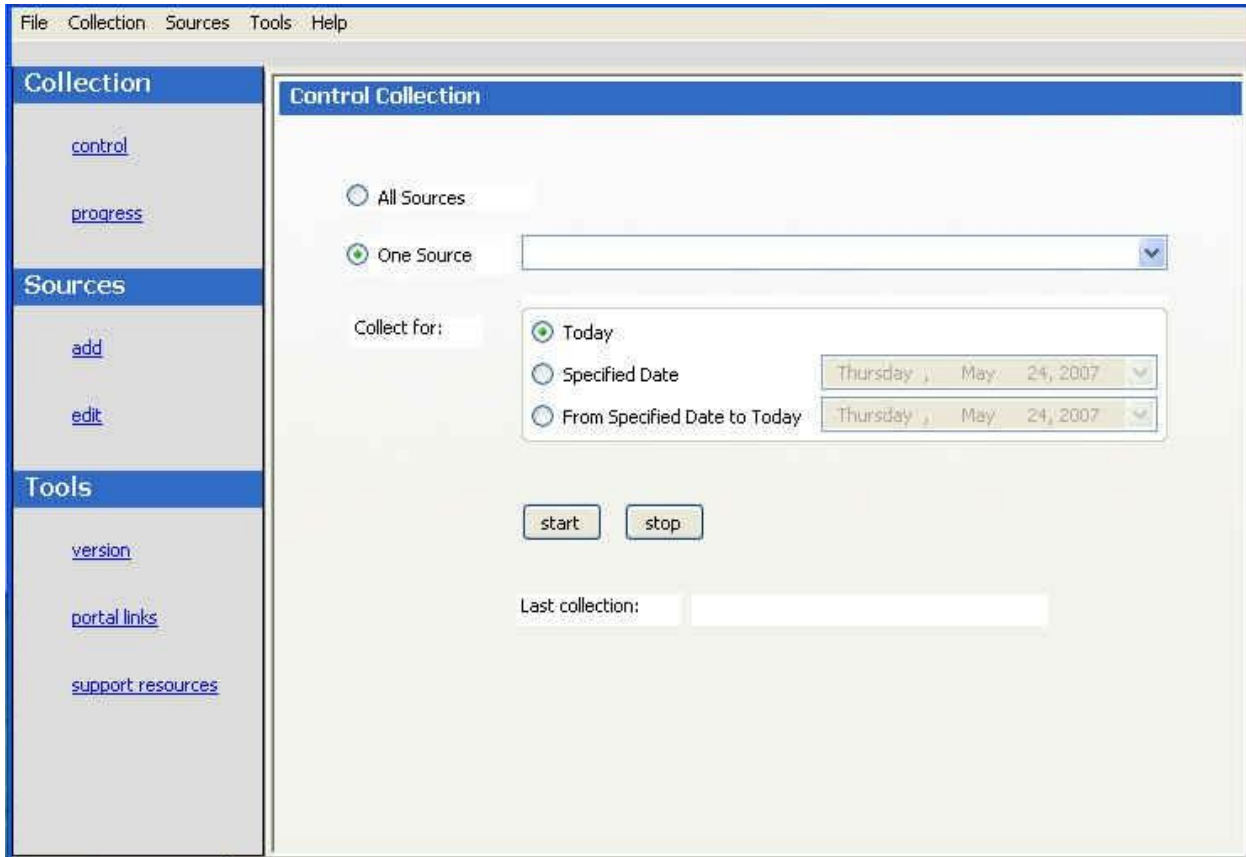 File Collection Sources Tools Help
Collection
control
progress
Sources
add
edit
Tools
version
portal links
support resources
Control Collection
All Sources
One Source
Collect for:
Today
Specified Date Thursday , May 24, 2007
From Specified Date to Today Thursday , May 24, 2007
start stop
Last collection: